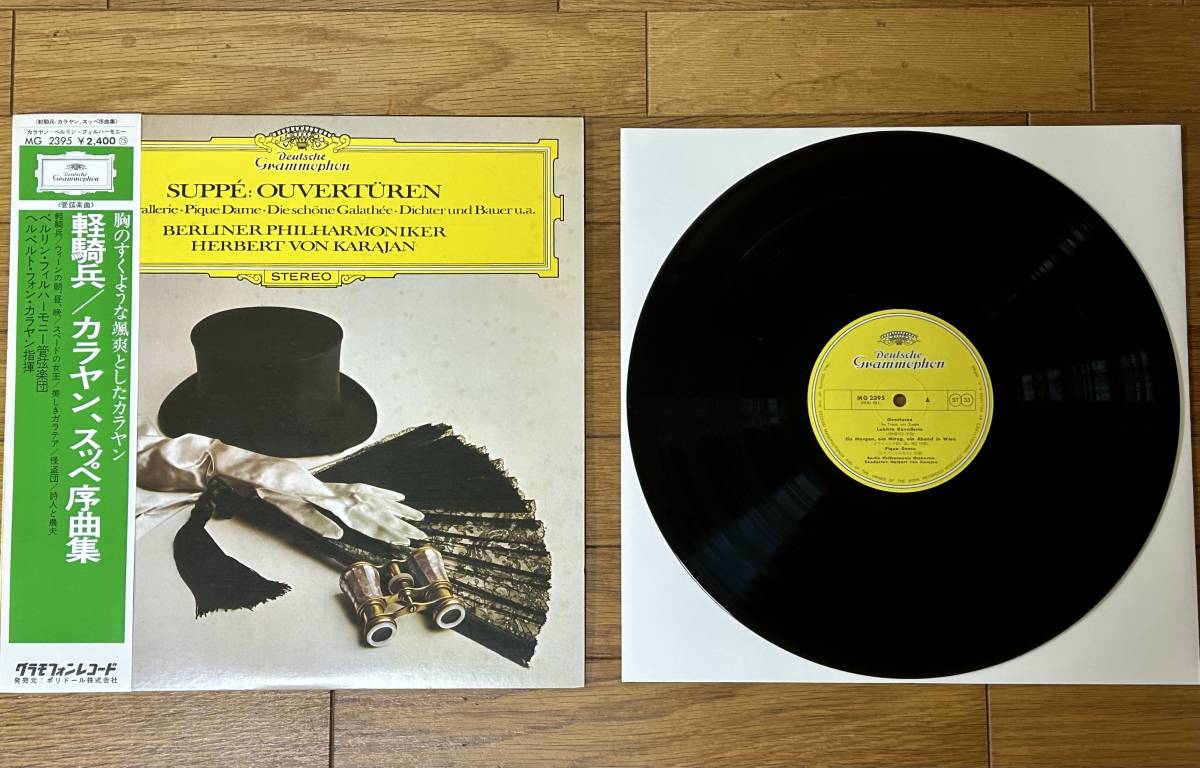 (軽騎兵/カラヤン、スッペ序曲集)
カラヤン-ベルリン・フィルハーモニー
MG 2395 ¥2,400
Deutsche
Grammophon
〈管弦楽曲〉
胸のすくような颯爽としたカラヤン
軽騎兵/カラヤン、スッペ序曲集
軽騎兵/ウィーンの朝、昼、晩/スペードの女王/美しきガラテア/怪盗団/詩人と農夫
ベルリン・フィルハーモニー管弦楽団
ヘルベルト・フォン・カラヤン指揮
グラモフォンレコード
発売元:ポリドール株式会社
Deutsche
Grammophon
SUPPÉ: OUVERTÜREN
allerie·Pique Dame·Die schöne Galathée·Dichter und Bauer u.a.
BERLINER PHILHARMONIKER
HERBERT VON KARAJAN
STEREO
Deutsche
Grammophon
MG 2395
ST 33
Overtures
Leichte Kavallerie
Ein Morgen, ein Mittag, ein Abend in Wien
Pique Dame
Berlin Philharmonic Orchestra
Conductor: Herbert von Karajan